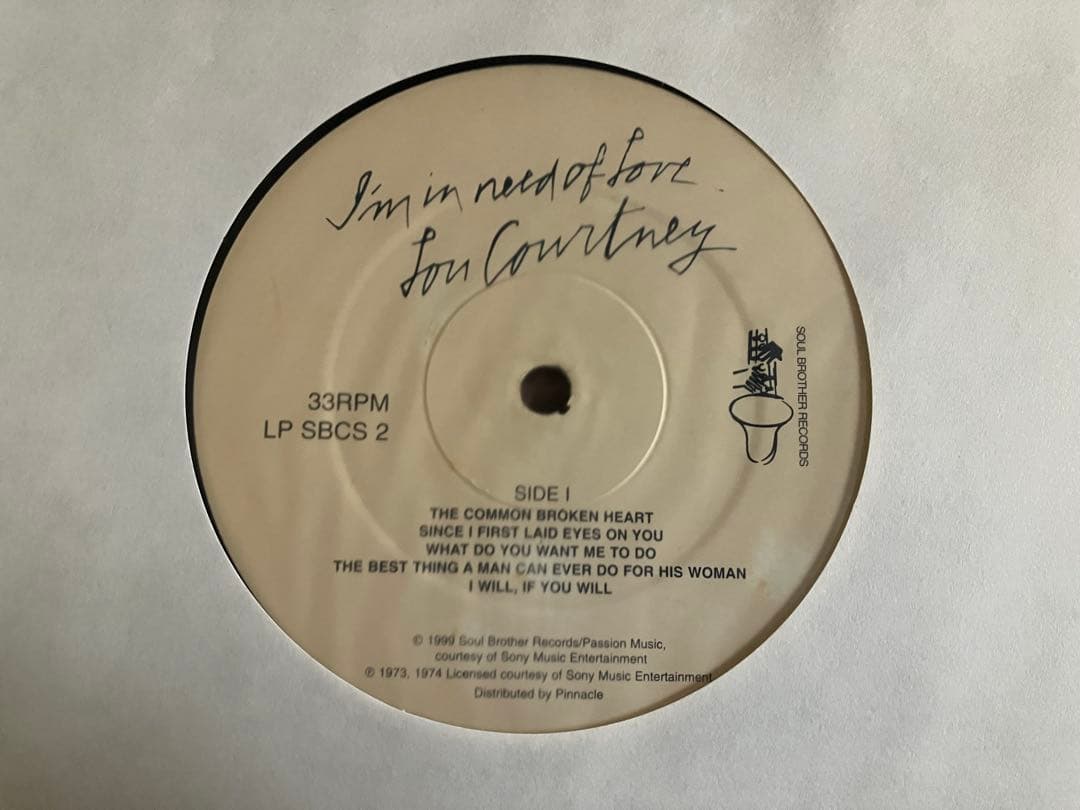 I'm in need of Love.
Lou Courtney
33RPM
LP SBCS 2
SOUL BROTHER RECORDS
SIDE I
THE COMMON BROKEN HEART
SINCE I FIRST LAID EYES ON YOU
WHAT DO YOU WANT ME TO DO
THE BEST THING A MAN CAN EVER DO FOR HIS WOMAN
I WILL, IF YOU WILL
© 1999 Soul Brother Records/Passion Music,
courtesy of Sony Music Entertainment
℗ 1973, 1974 Licensed courtesy of Sony Music Entertainment
Distributed by Pinnacle